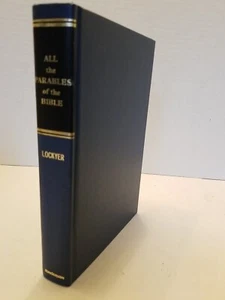 ALL
the
PARABLES
of the
BIBLE
LOCKYER